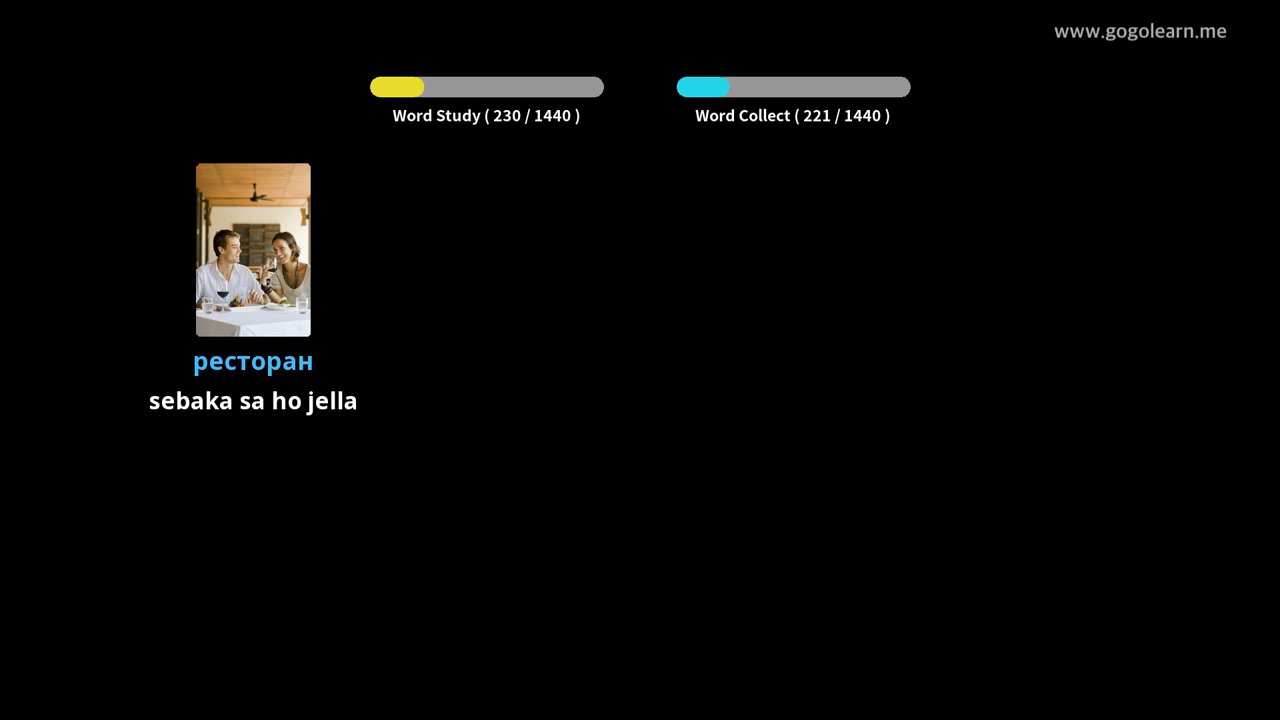 www.gogolearn.me
Word Study ( 230 / 1440 )
Word Collect ( 221 / 1440 )
ресторан
sebaka sa ho jella